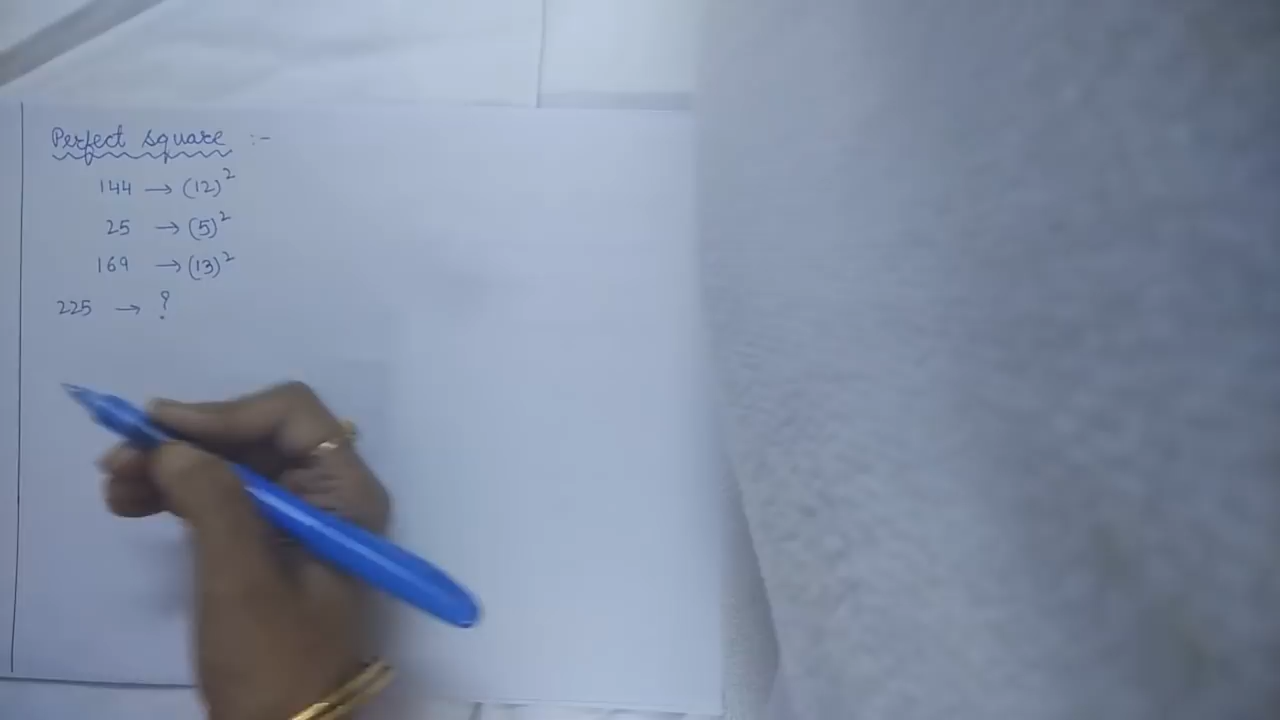 Perfect square :-
144 → (12)²
25 → (5)²
169 → (13)²
225 → ?